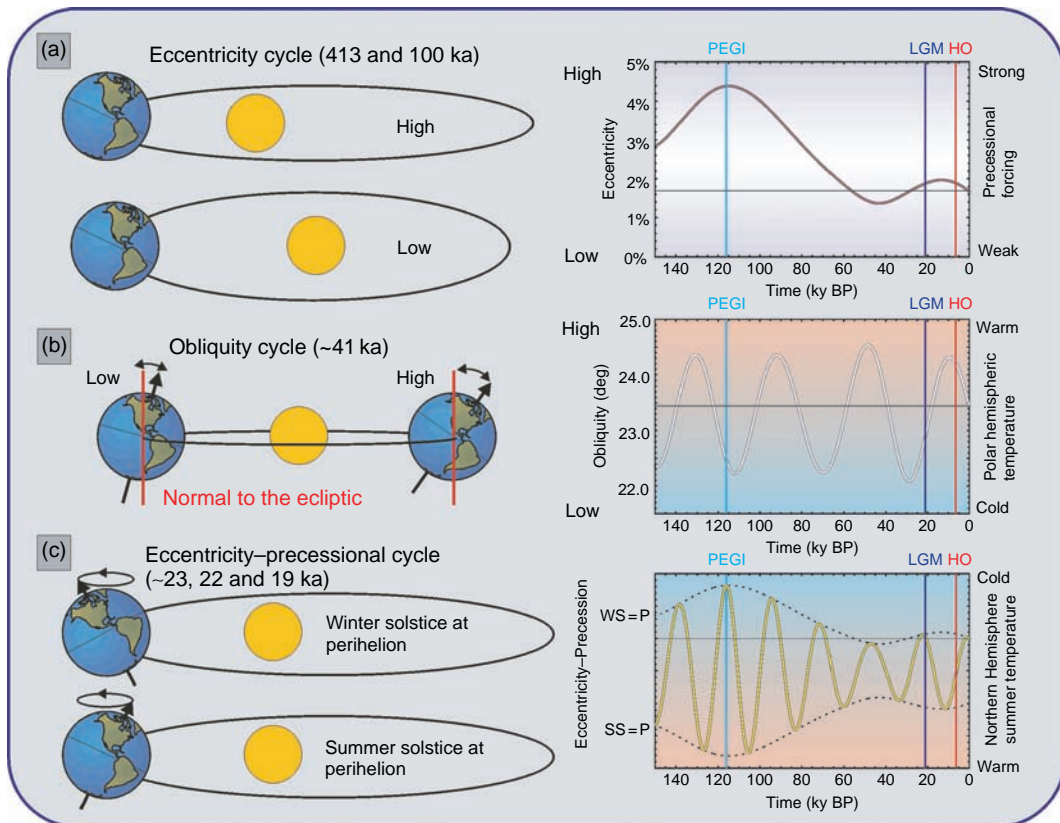 (a)
Eccentricity cycle (413 and 100 ka)
High
Low
PEGI
LGM HO
High
Low
5%
4%
3%
2%
1%
0%
Eccentricity
Strong
Precessional
forcing
Weak
140 120 100 80 60 40 20 0
Time (ky BP)
(b)
Obliquity cycle (~41 ka)
Low
High
Normal to the ecliptic
PEGI
LGM HO
High
Low
25.0
24.0
23.0
22.0
Obliquity (deg)
Warm
Polar hemispheric
temperature
Cold
140 120 100 80 60 40 20 0
Time (ky BP)
(c)
Eccentricity–precessional cycle
(~23, 22 and 19 ka)
Winter solstice at
perihelion
Summer solstice at
perihelion
PEGI
LGM HO
WS=P
SS=P
Eccentricity–Precession
Cold
Northern Hemisphere
summer temperature
Warm
140 120 100 80 60 40 20 0
Time (ky BP)